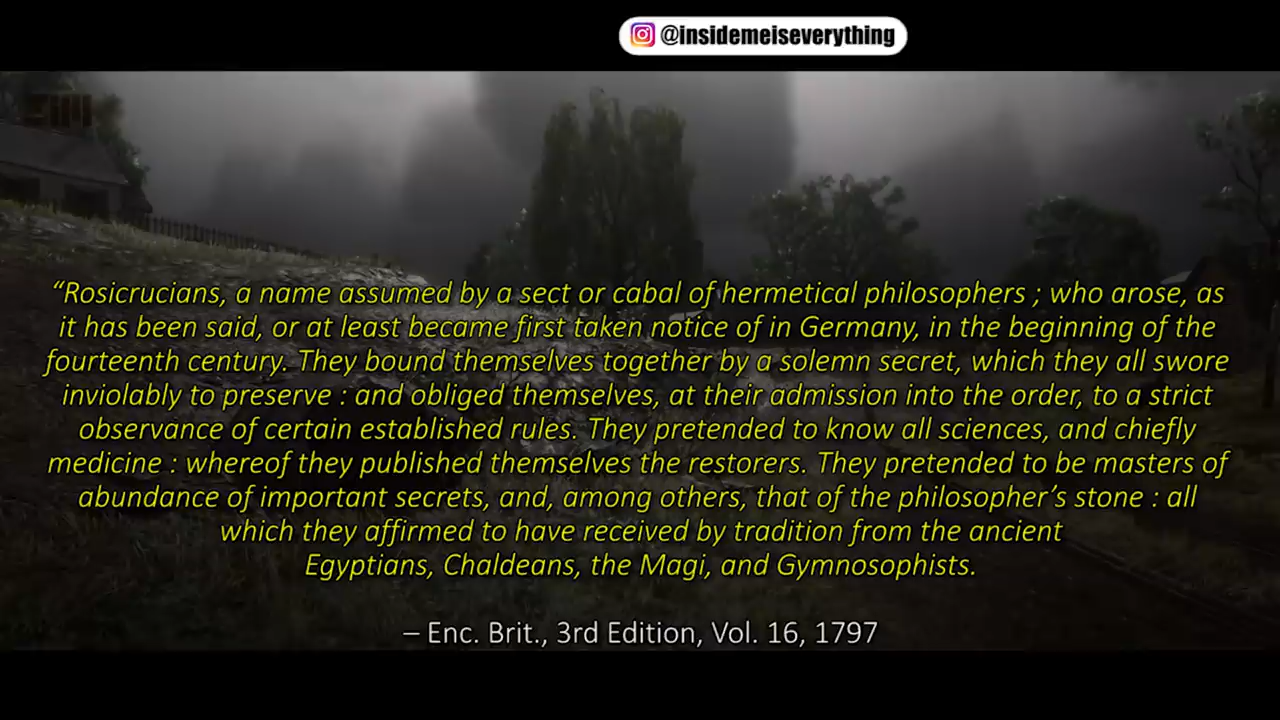 @insidemeiseverything
“Rosicrucians, a name assumed by a sect or cabal of hermetical philosophers ; who arose, as
it has been said, or at least became first taken notice of in Germany, in the beginning of the
fourteenth century. They bound themselves together by a solemn secret, which they all swore
inviolably to preserve : and obliged themselves, at their admission into the order, to a strict
observance of certain established rules. They pretended to know all sciences, and chiefly
medicine : whereof they published themselves the restorers. They pretended to be masters of
abundance of important secrets, and, among others, that of the philosopher’s stone : all
which they affirmed to have received by tradition from the ancient
Egyptians, Chaldeans, the Magi, and Gymnosophists.
– Enc. Brit., 3rd Edition, Vol. 16, 1797